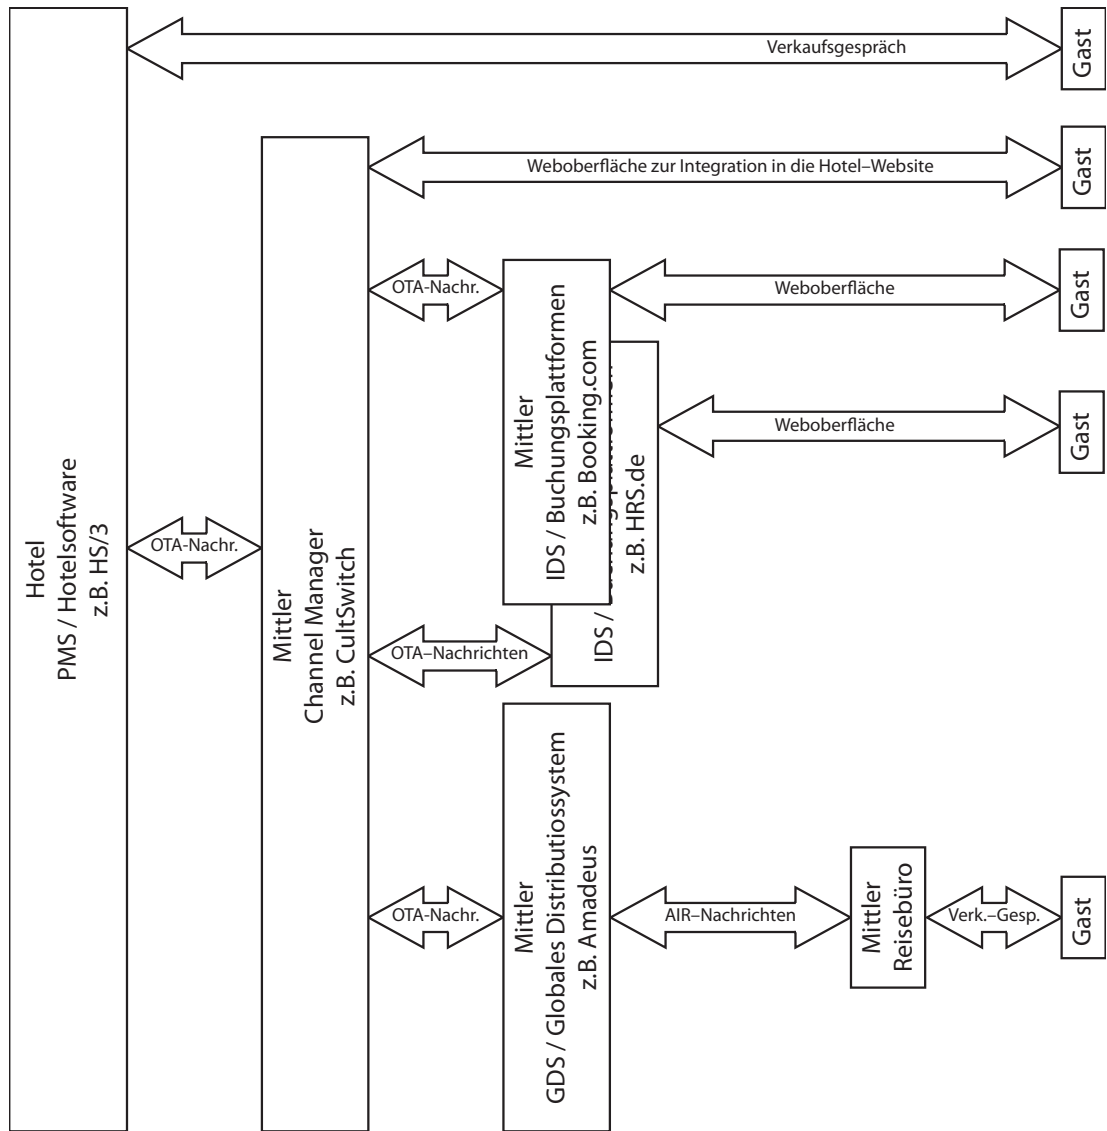 Verkaufsgespräch
Gast
Weboberfläche zur Integration in die Hotel–Website
Gast
OTA-Nachr.
Weboberfläche
Gast
Mittler
IDS / Buchungsplattformen
z.B. Booking.com
Weboberfläche
Gast
IDS /
z.B. HRS.de
Hotel
PMS / Hotelsoftware
z.B. HS/3
OTA-Nachr.
Mittler
Channel Manager
z.B. CultSwitch
OTA–Nachrichten
OTA-Nachr.
Mittler
GDS / Globales Distributiossystem
z.B. Amadeus
AIR–Nachrichten
Mittler
Reisebüro
Verk.–Gesp.
Gast